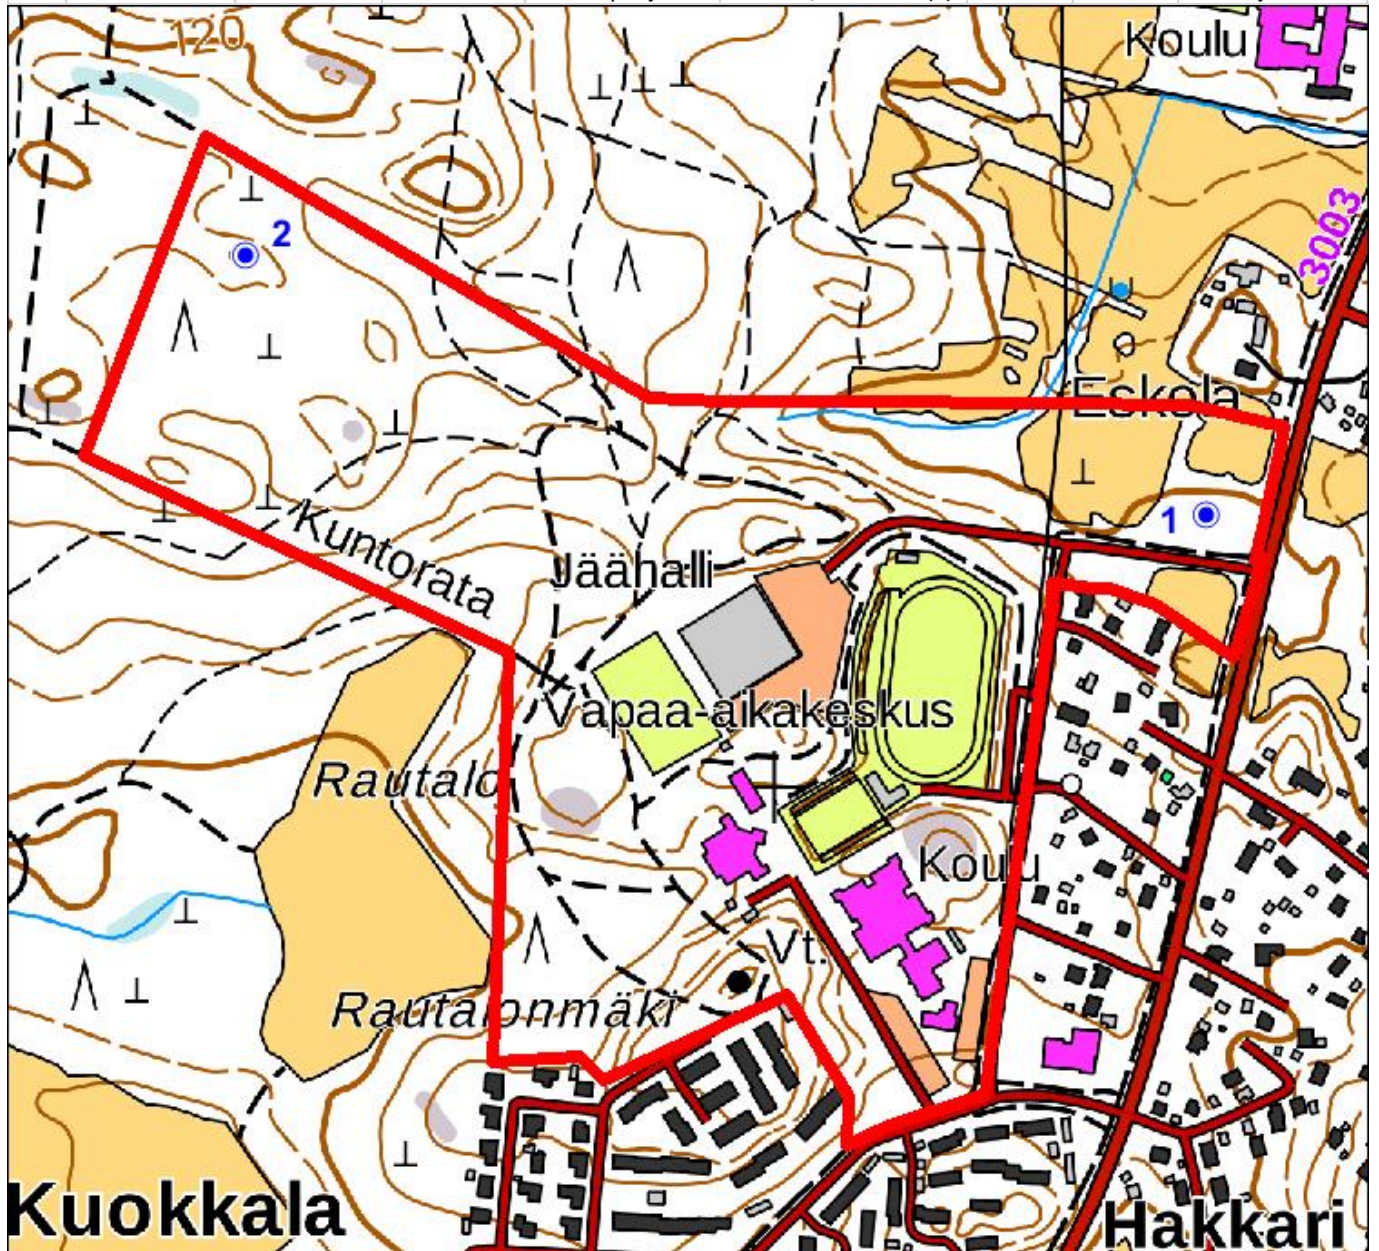 120
Koulu
3003
2
Eskola
1
Kuntorata
Jäähalli
Vapaa-aikakeskus
Rautalo
Koulu
Vt.
Rautalonmäki
Kuokkala
Hakkari